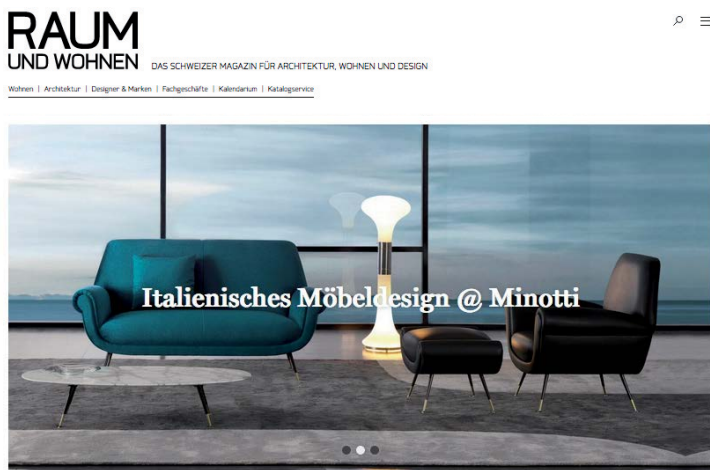 RAUM
UND WOHNEN
DAS SCHWEIZER MAGAZIN FÜR ARCHITEKTUR, WOHNEN UND DESIGN
Wohnen | Architektur | Designer & Marken | Fachgeschäfte | Kalendarium | Katalogservice
Italienisches Möbeldesign @ Minotti